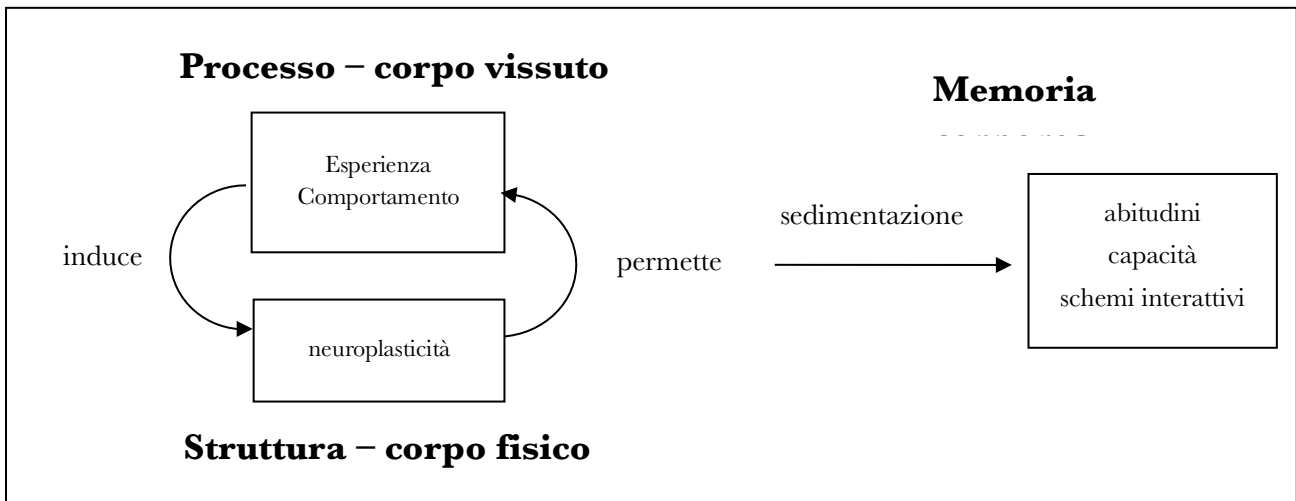 Processo – corpo vissuto
Memoria
Esperienza
Comportamento
induce
neuroplasticità
permette
sedimentazione
abitudini
capacità
schemi interattivi
Struttura – corpo fisico